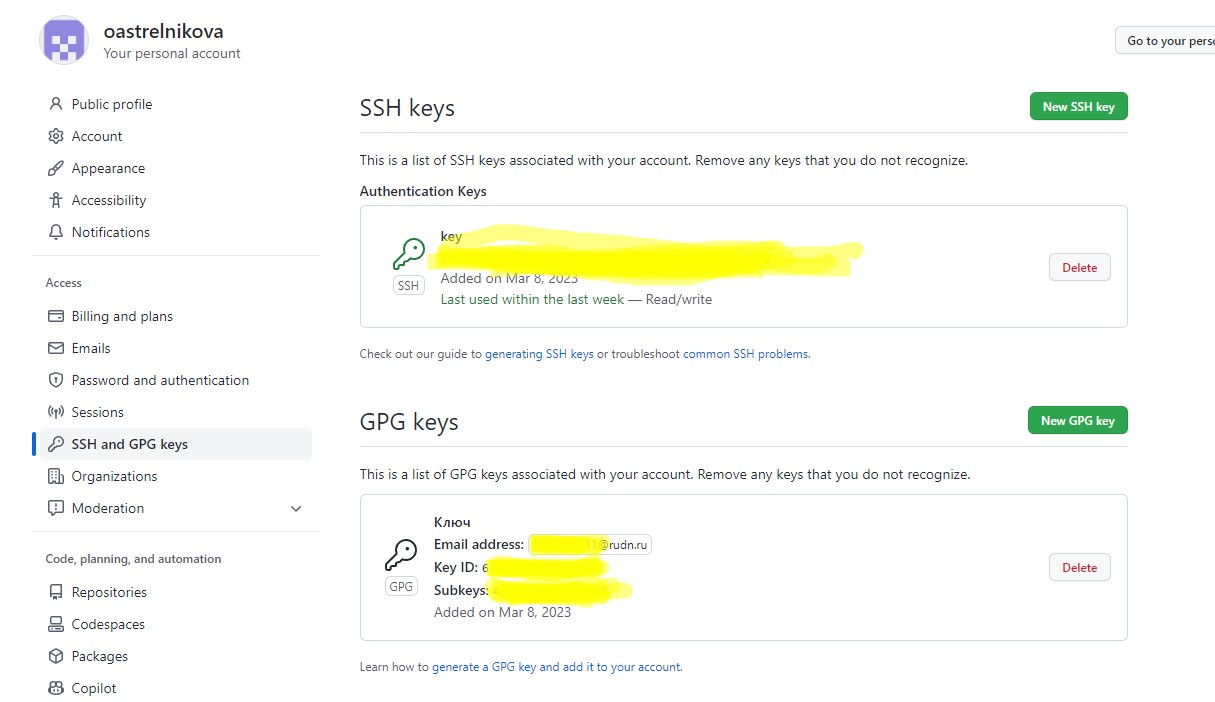 oastrelnikova
Your personal account
Go to your perso
Public profile
Account
Appearance
Accessibility
Notifications
Access
Billing and plans
Emails
Password and authentication
Sessions
SSH and GPG keys
Organizations
Moderation
Code, planning, and automation
Repositories
Codespaces
Packages
Copilot
SSH keys
New SSH key
This is a list of SSH keys associated with your account. Remove any keys that you do not recognize.
Authentication Keys
key
SSH
Added on Mar 8, 2023
Last used within the last week — Read/write
Delete
Check out our guide to generating SSH keys or troubleshoot common SSH problems.
GPG keys
New GPG key
This is a list of GPG keys associated with your account. Remove any keys that you do not recognize.
Ключ
Email address: @rudn.ru
Key ID: 6
GPG
Subkeys:
Added on Mar 8, 2023
Delete
Learn how to generate a GPG key and add it to your account.